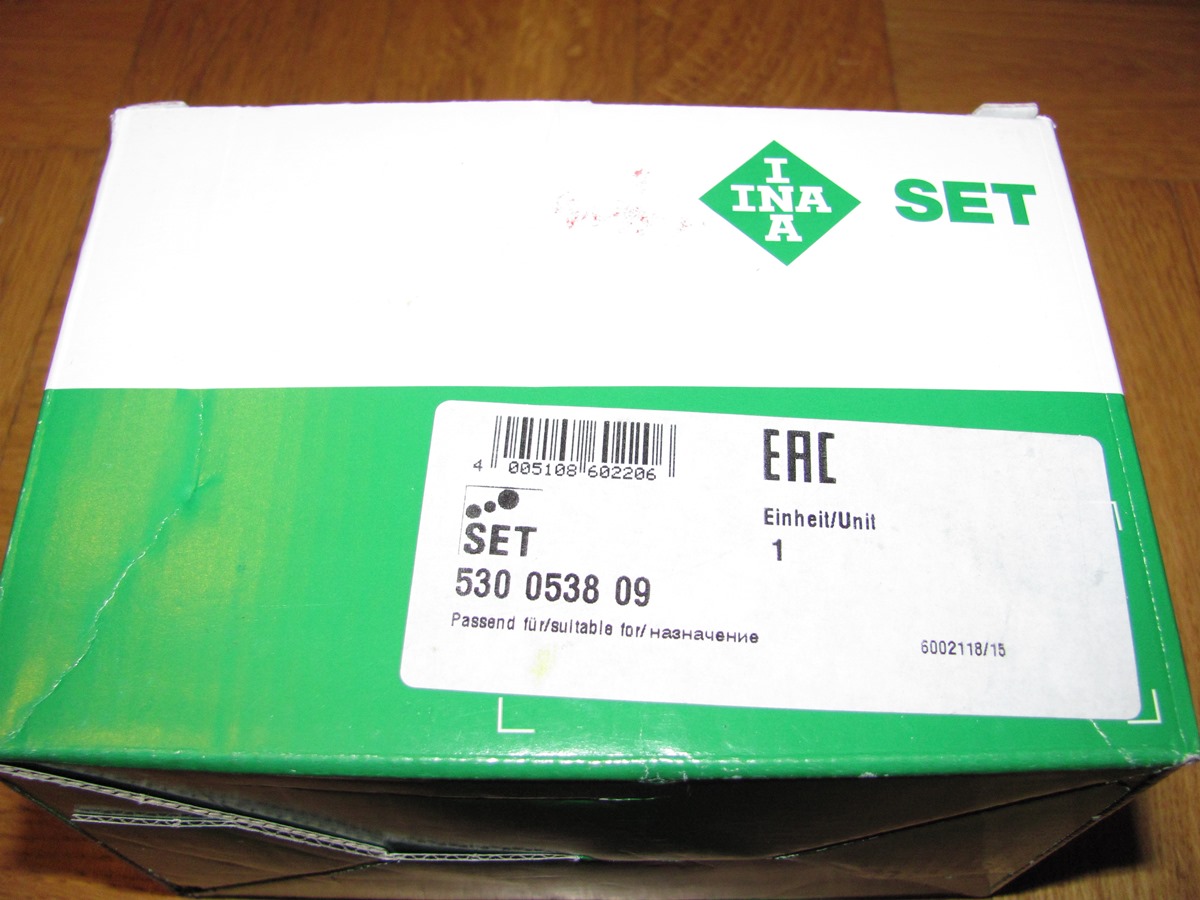 INA
INA
SET
4 005108 602206
EAC
SET
Einheit/Unit
1
530 0538 09
Passend für/suitable for/назначение
6002118/15